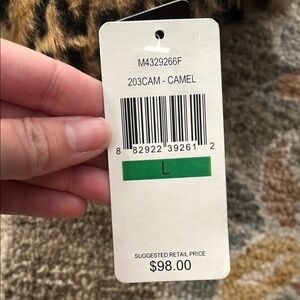 M4329266F
203CAM - CAMEL
8 82922 39261 2
L
SUGGESTED RETAIL PRICE
$98.00